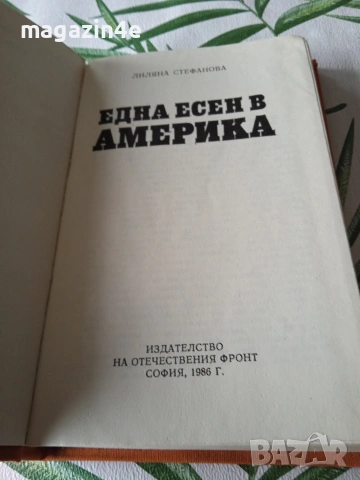 magazin4e
ЛИЛЯНА СТЕФАНОВА
ЕДНА ЕСЕН В
АМЕРИКА
ИЗДАТЕЛСТВО
НА ОТЕЧЕСТВЕНИЯ ФРОНТ
СОФИЯ, 1986 Г.
BAZAR